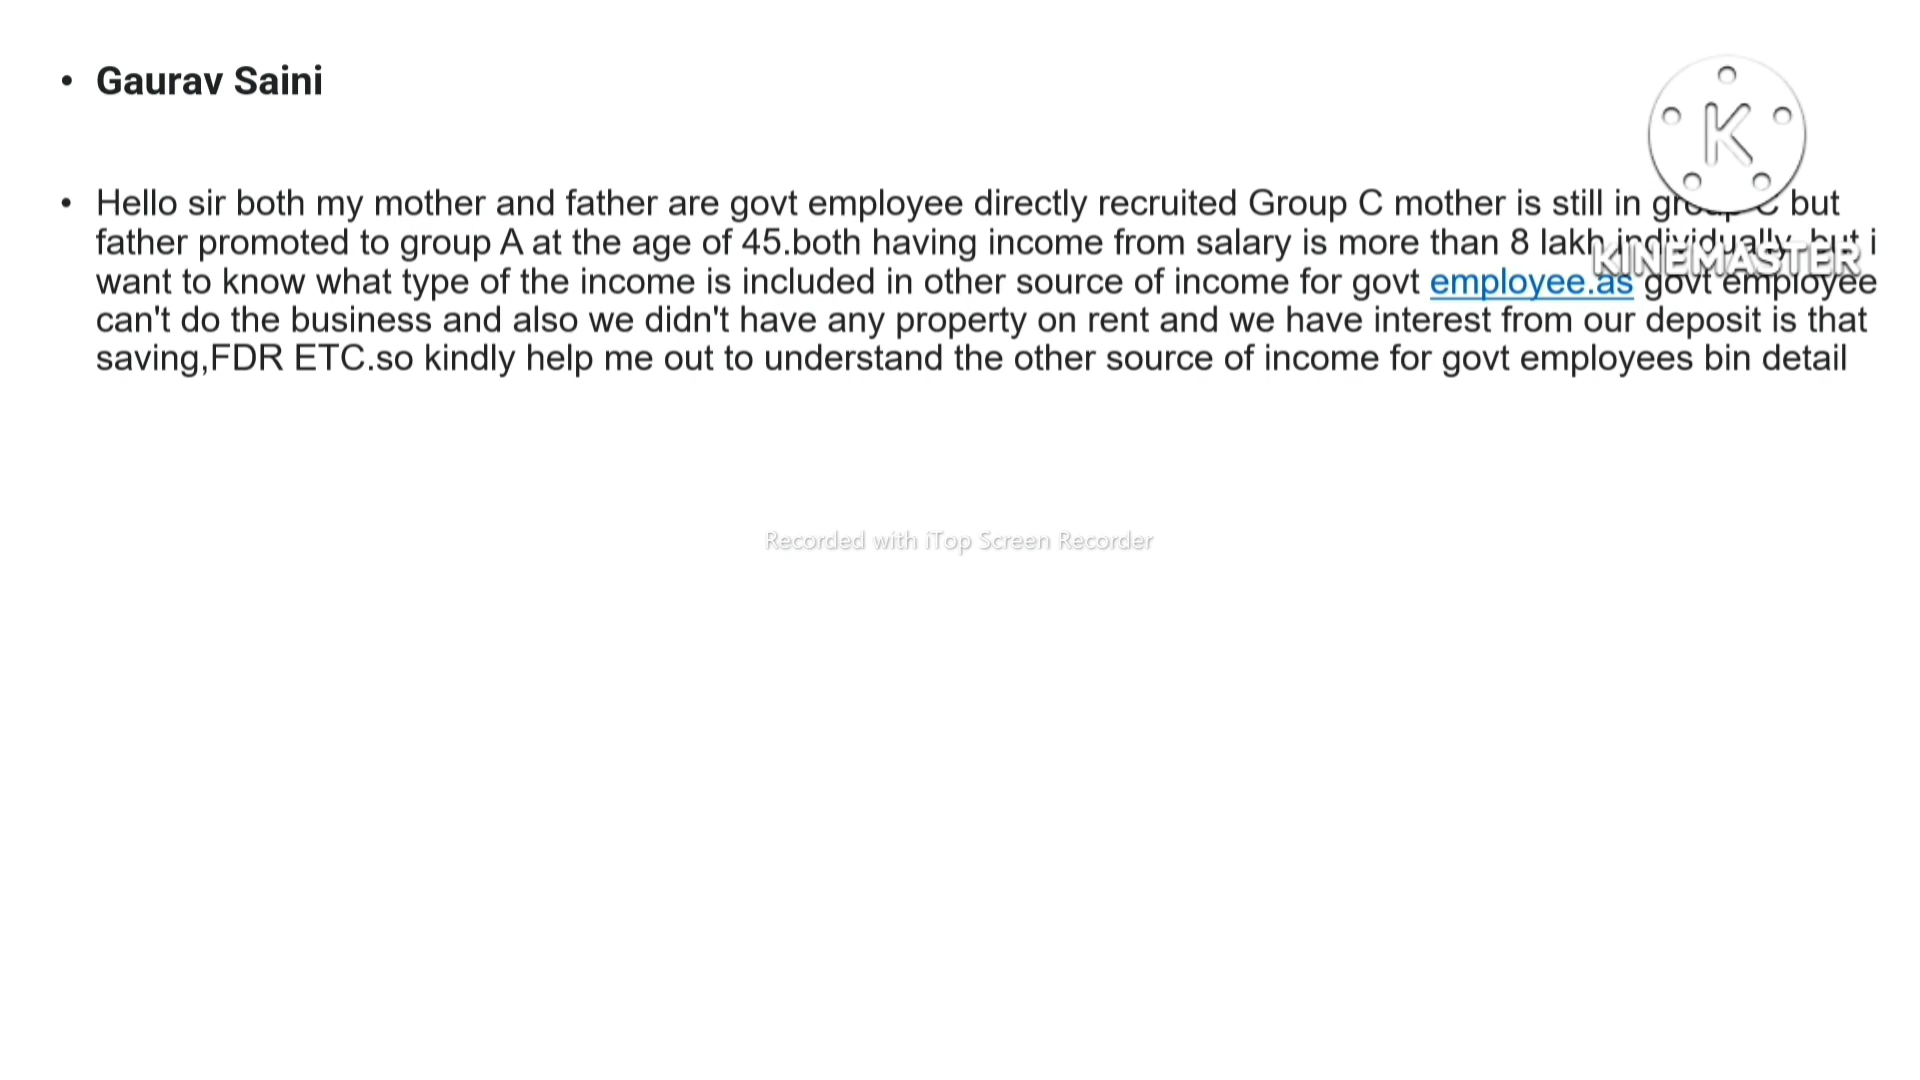 • Gaurav Saini
K
• Hello sir both my mother and father are govt employee directly recruited Group C mother is still in group C but
father promoted to group A at the age of 45.both having income from salary is more than 8 lakh individually, but i
KINEMASTER
want to know what type of the income is included in other source of income for govt employee.as govt employee
can't do the business and also we didn't have any property on rent and we have interest from our deposit is that
saving,FDR ETC.so kindly help me out to understand the other source of income for govt employees bin detail
Recorded with iTop Screen Recorder